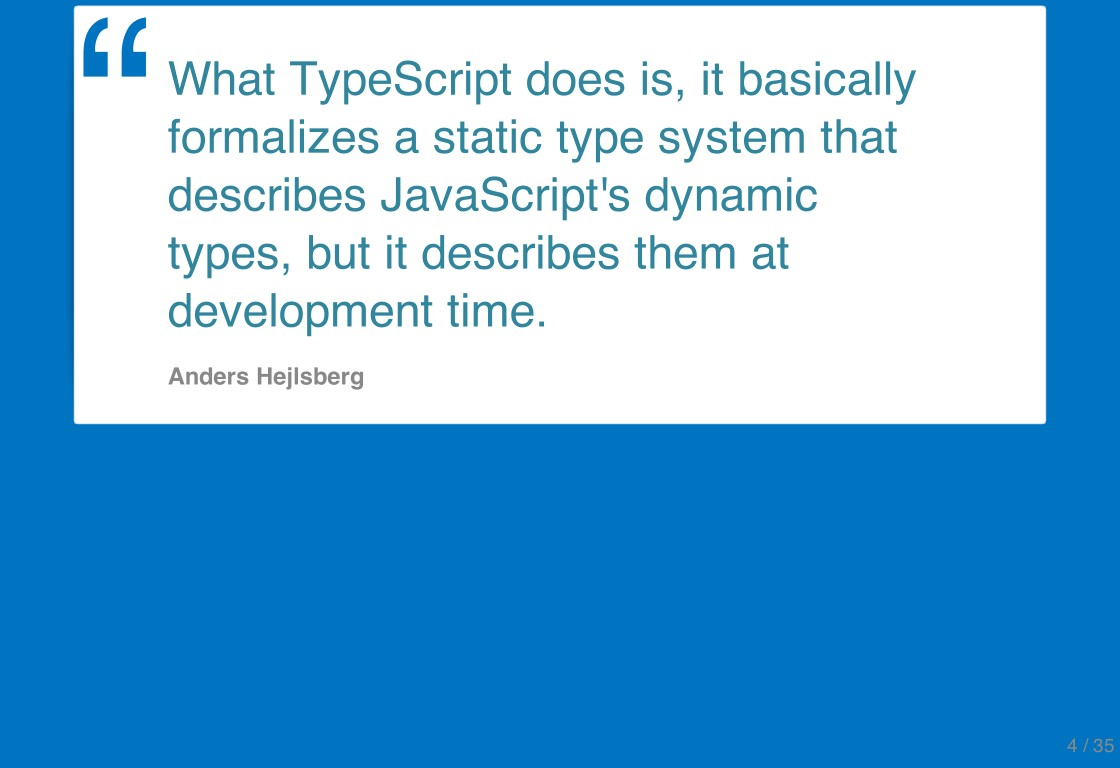 “
What TypeScript does is, it basically
formalizes a static type system that
describes JavaScript's dynamic
types, but it describes them at
development time.
Anders Hejlsberg
4 / 35